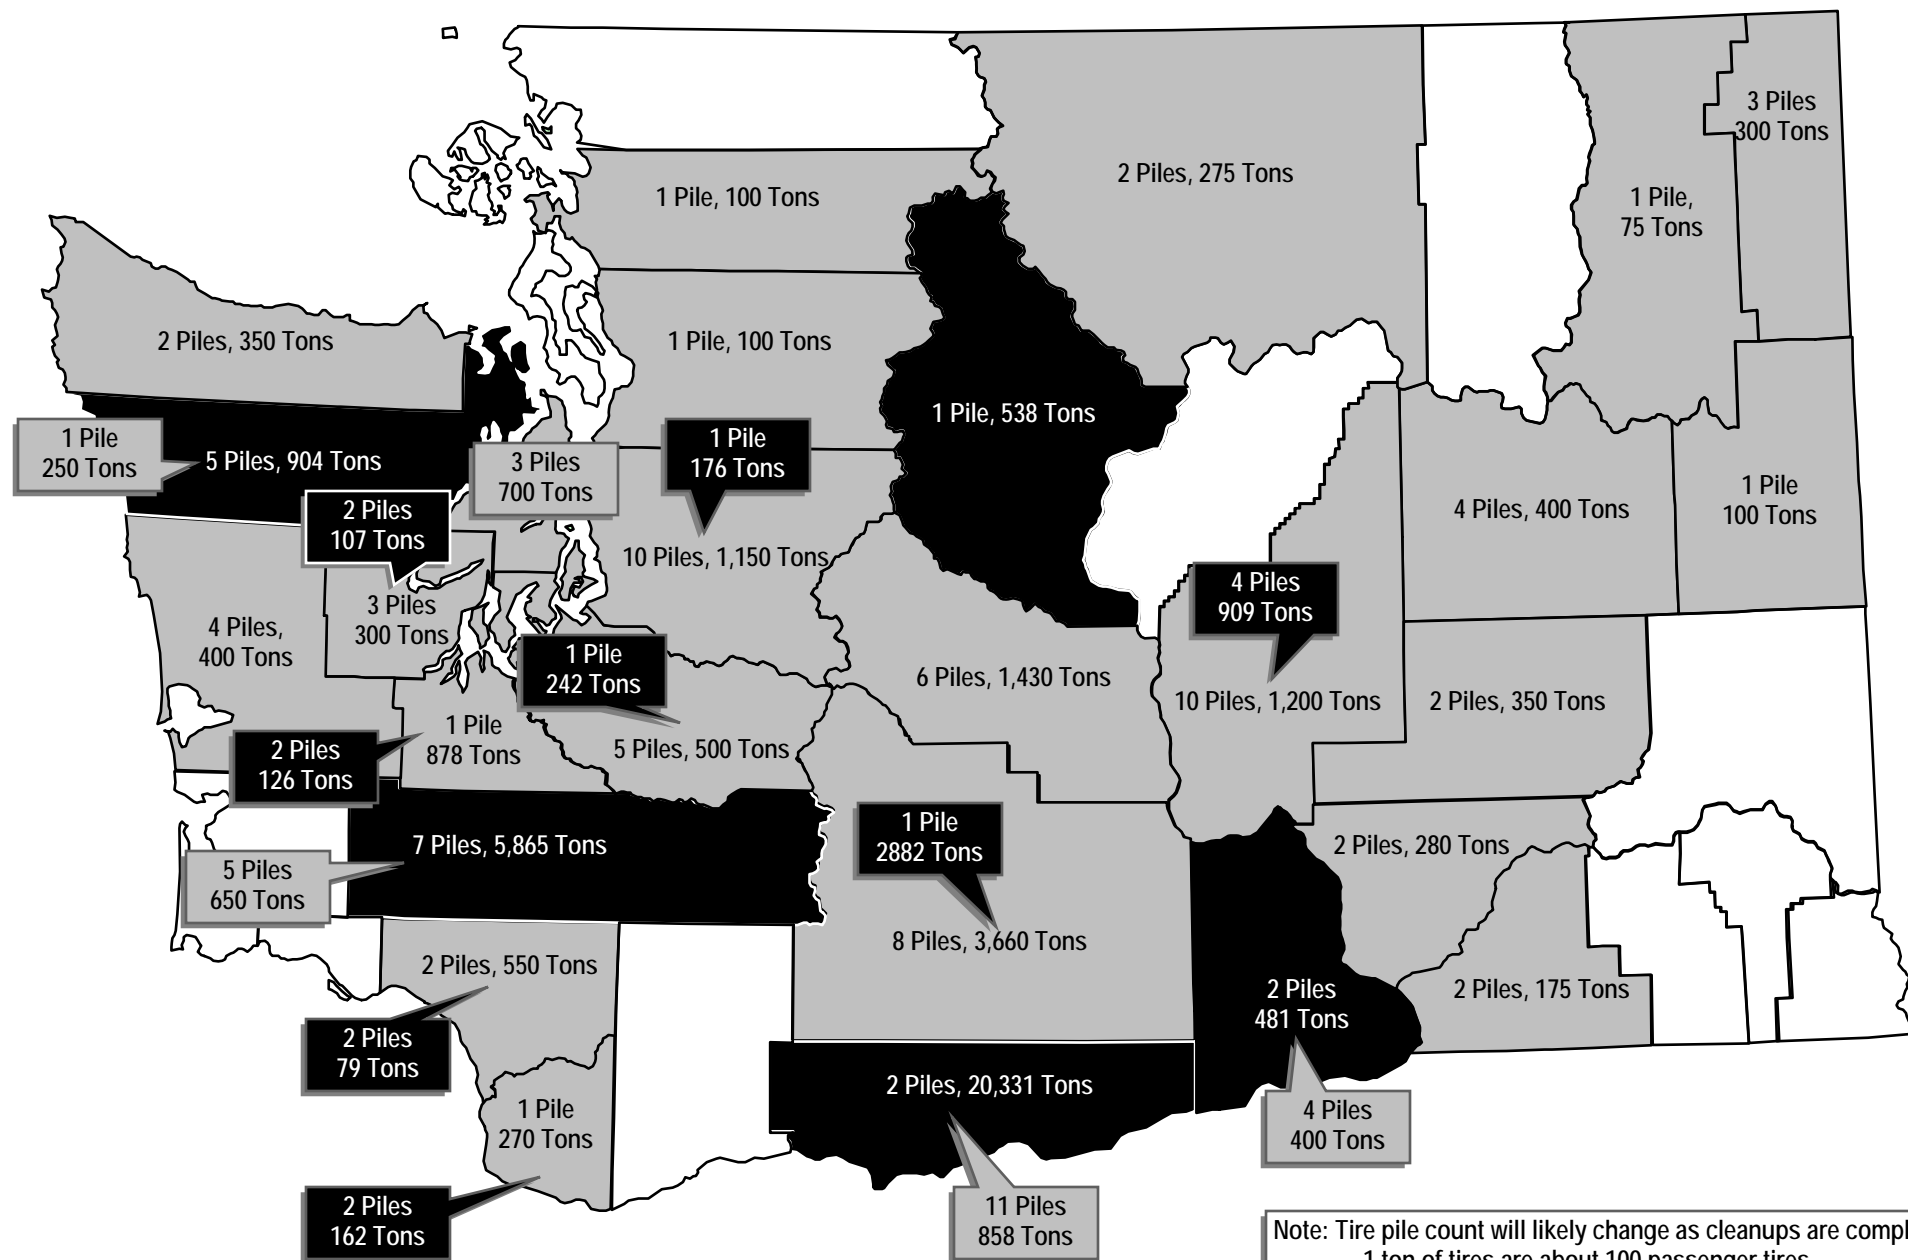 3 Piles
300 Tons
2 Piles, 275 Tons
1 Pile, 100 Tons
1 Pile,
75 Tons
2 Piles, 350 Tons
1 Pile, 100 Tons
1 Pile, 538 Tons
1 Pile
250 Tons
5 Piles, 904 Tons
3 Piles
700 Tons
1 Pile
176 Tons
2 Piles
107 Tons
10 Piles, 1,150 Tons
4 Piles, 400 Tons
1 Pile
100 Tons
3 Piles
300 Tons
4 Piles,
400 Tons
4 Piles
909 Tons
1 Pile
242 Tons
6 Piles, 1,430 Tons
10 Piles, 1,200 Tons
2 Piles, 350 Tons
1 Pile
878 Tons
2 Piles
126 Tons
5 Piles, 500 Tons
7 Piles, 5,865 Tons
1 Pile
2882 Tons
2 Piles, 280 Tons
5 Piles
650 Tons
8 Piles, 3,660 Tons
2 Piles, 550 Tons
2 Piles
481 Tons
2 Piles, 175 Tons
2 Piles
79 Tons
2 Piles, 20,331 Tons
1 Pile
270 Tons
4 Piles
400 Tons
2 Piles
162 Tons
11 Piles
858 Tons
Note: Tire pile count will likely change as cleanups are
1 ton of tires are about 100 passenger tires